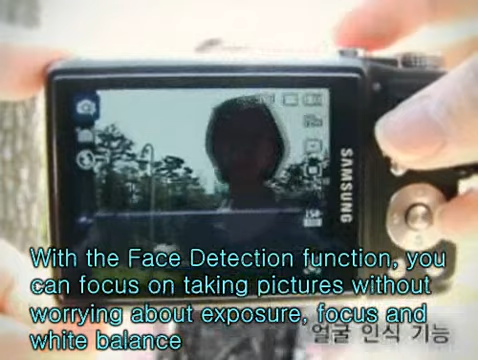 SAMSUNG
With the Face Detection function, you
can focus on taking pictures without
worrying about exposure, focus and
white balance
얼굴 인식 기능